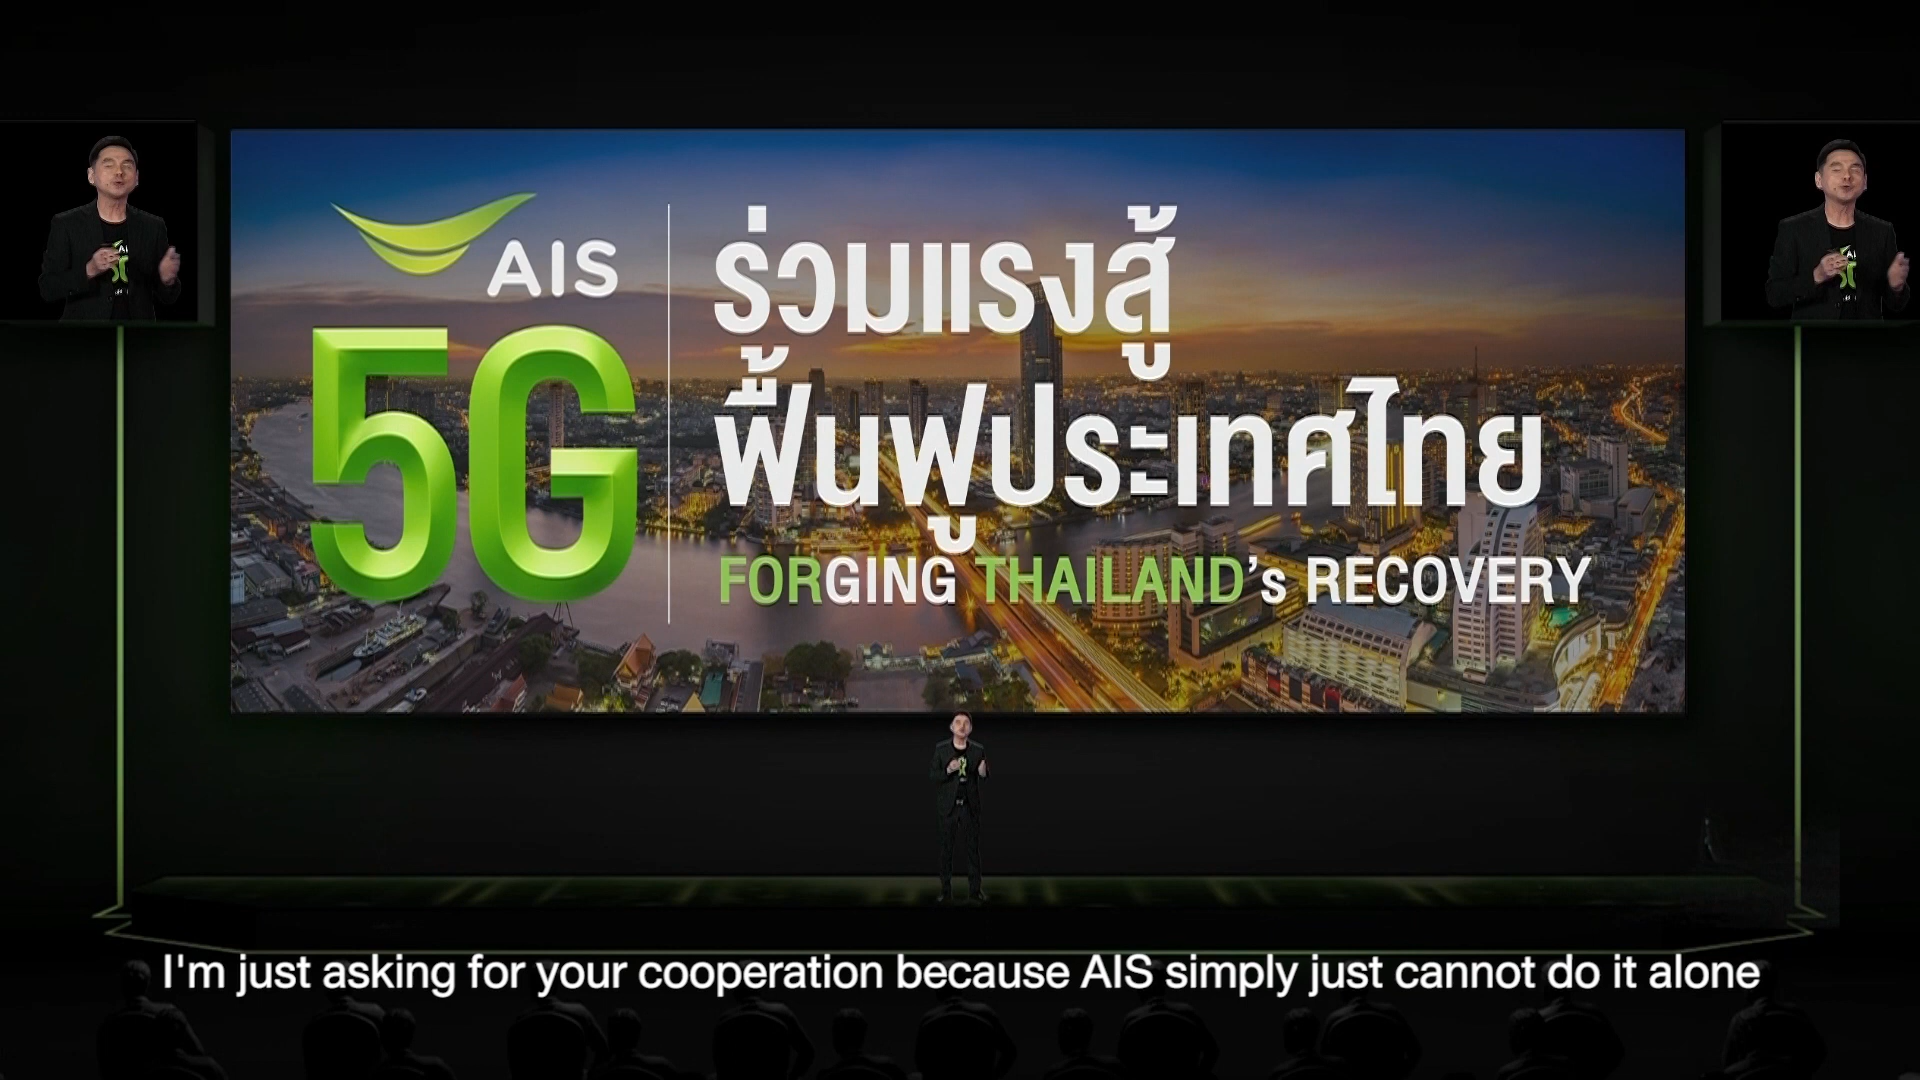 AIS
5G
ร่วมแรงสู้
ฟื้นฟูประเทศไทย
FORGING THAILAND's RECOVERY
I'm just asking for your cooperation because AIS simply just cannot do it alone